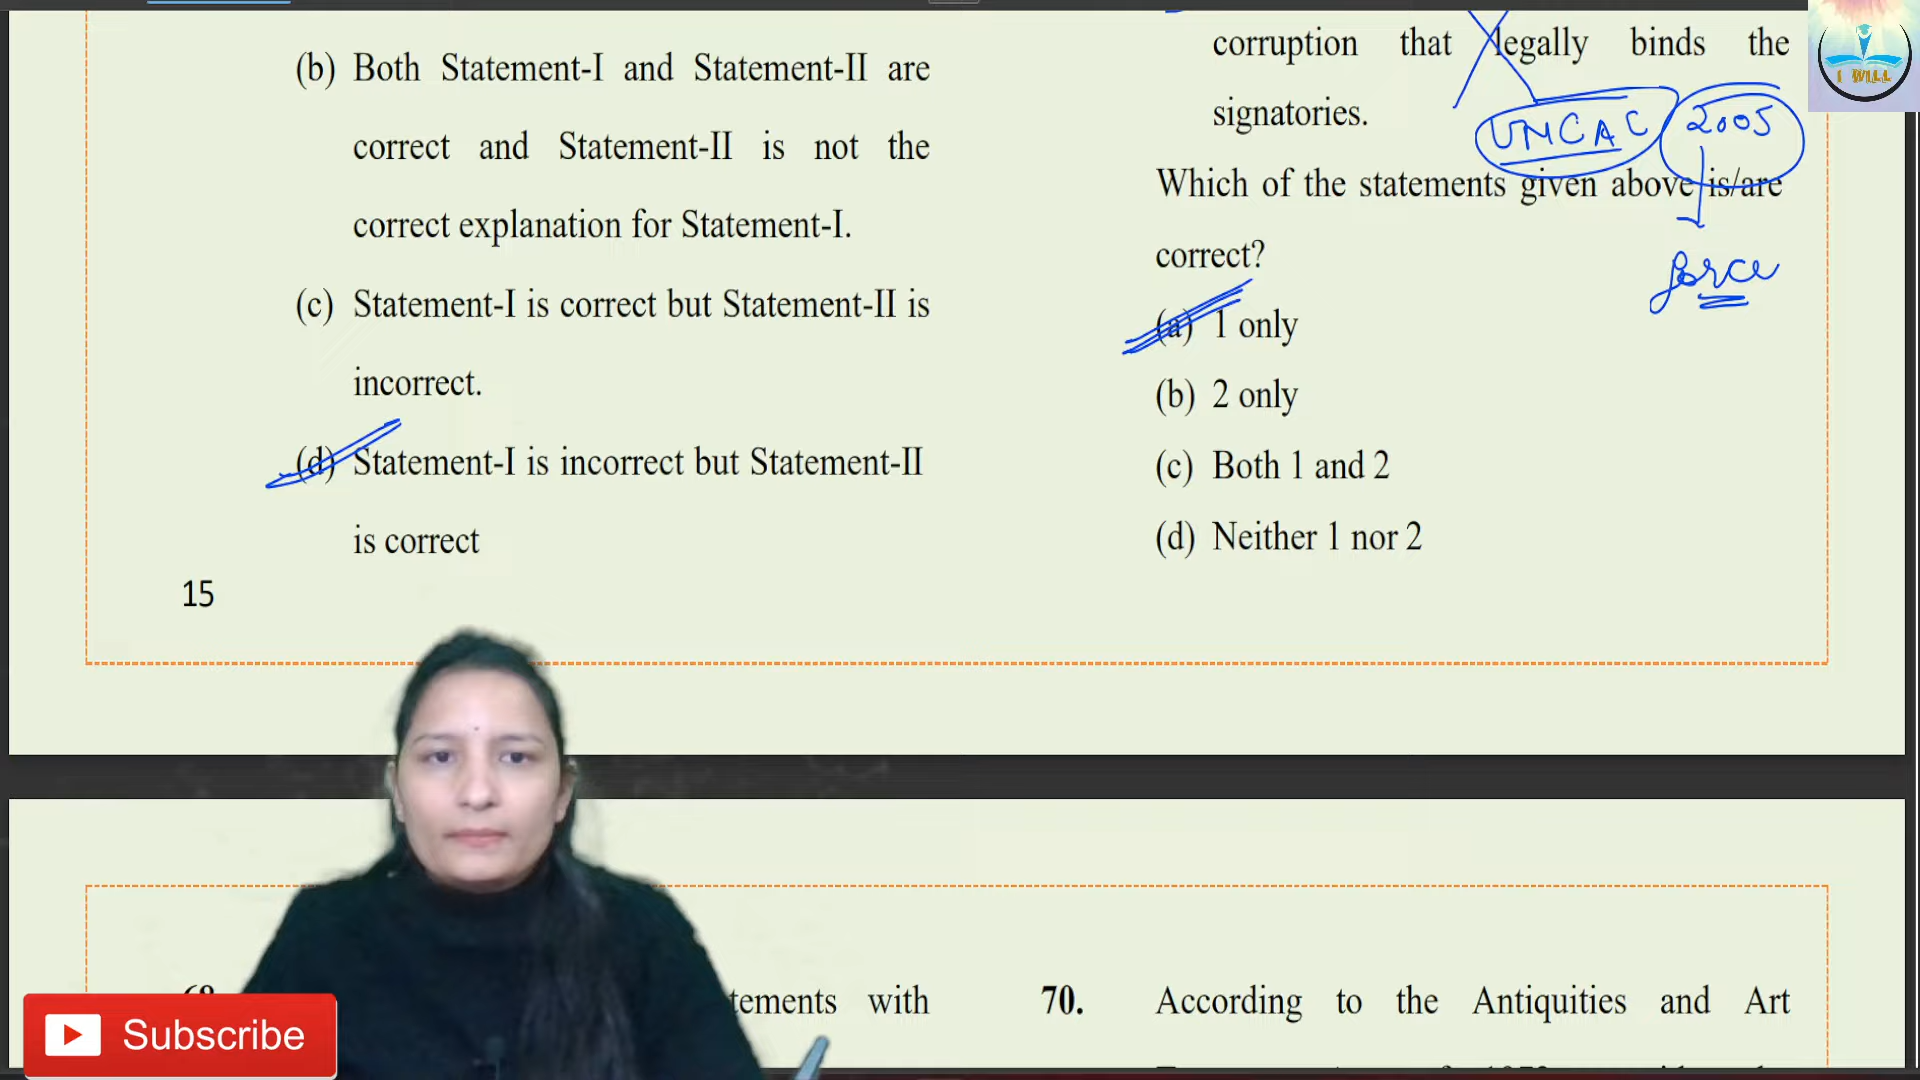 (b) Both Statement-I and Statement-II are
correct and Statement-II is not the
correct explanation for Statement-I.
(c) Statement-I is correct but Statement-II is
incorrect.
(d) Statement-I is incorrect but Statement-II
is correct
15
corruption that legally binds the
signatories.
UNCAC 2005
force
Which of the statements given above is/are
correct?
(a) 1 only
(b) 2 only
(c) Both 1 and 2
(d) Neither 1 nor 2
I WILL
tements with
70. According to the Antiquities and Art
Subscribe